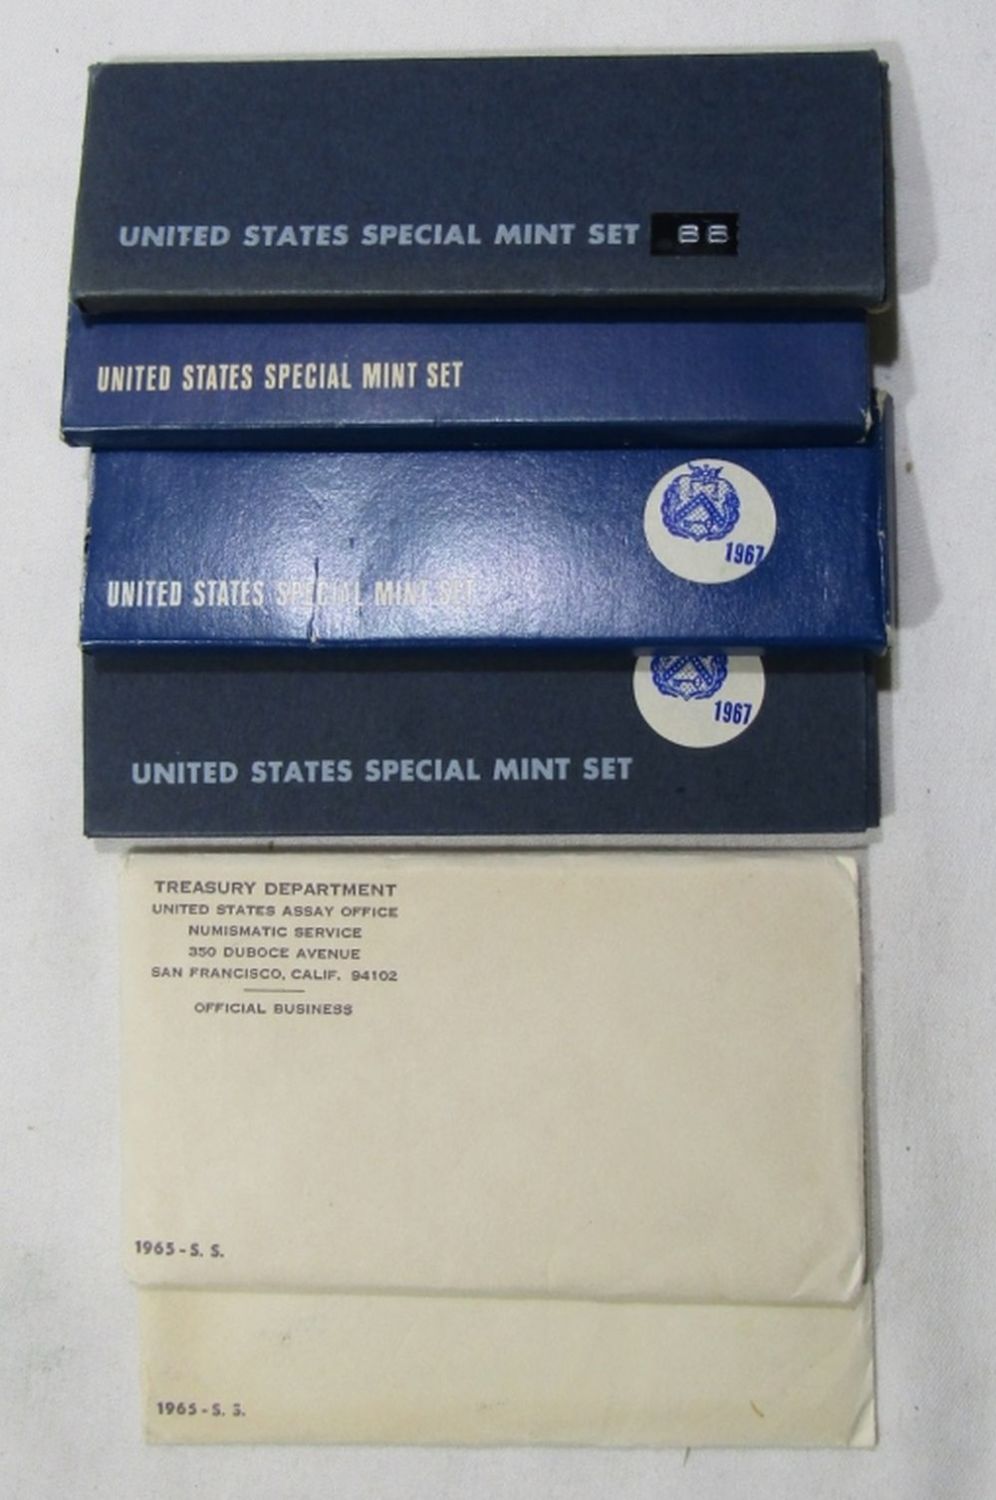 UNITED STATES SPECIAL MINT SET 66
UNITED STATES SPECIAL MINT SET
1967
UNITED STATES SPECIAL MINT SET
1967
UNITED STATES SPECIAL MINT SET
TREASURY DEPARTMENT
UNITED STATES ASSAY OFFICE
NUMISMATIC SERVICE
350 DUBOCE AVENUE
SAN FRANCISCO, CALIF. 94102
OFFICIAL BUSINESS
1965 - S. S.
1965 - S. S.